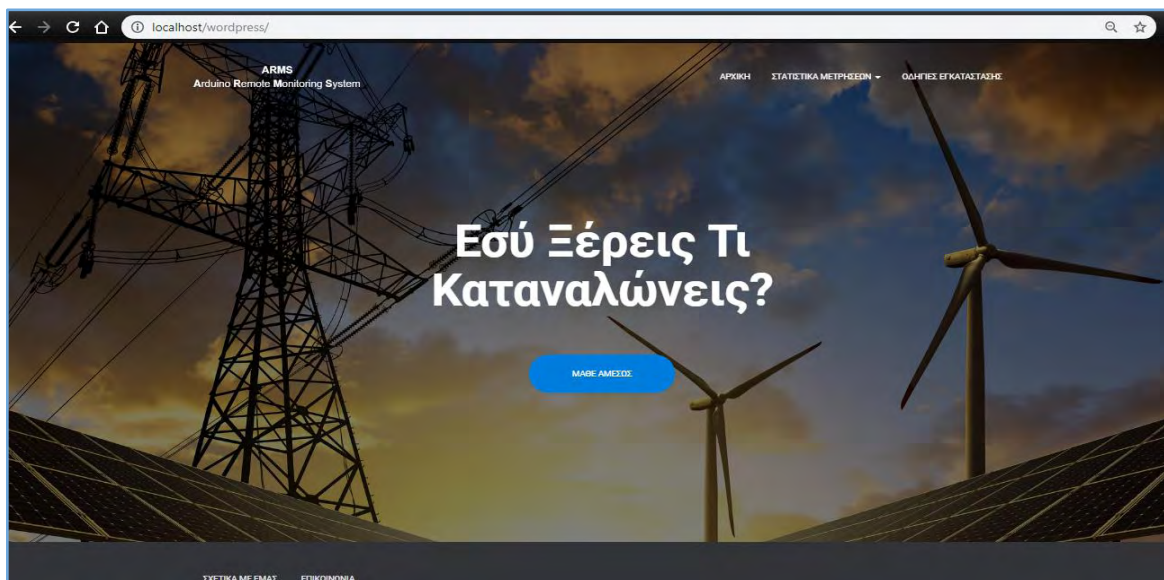 localhost/wordpress/
ARMS
Arduino Remote Monitoring System
ΑΡΧΙΚΗ ΣΤΑΤΙΣΤΙΚΑ ΜΕΤΡΗΣΕΩΝ ΟΔΗΓΙΕΣ ΕΓΚΑΤΑΣΤΑΣΗΣ
Εσύ Ξέρεις Τι
Καταναλώνεις?
ΜΑΘΕ ΑΜΕΣΩΣ
ΣΧΕΤΙΚΑ ΜΕ ΕΜΑΣ ΕΠΙΚΟΙΝΩΝΙΑ